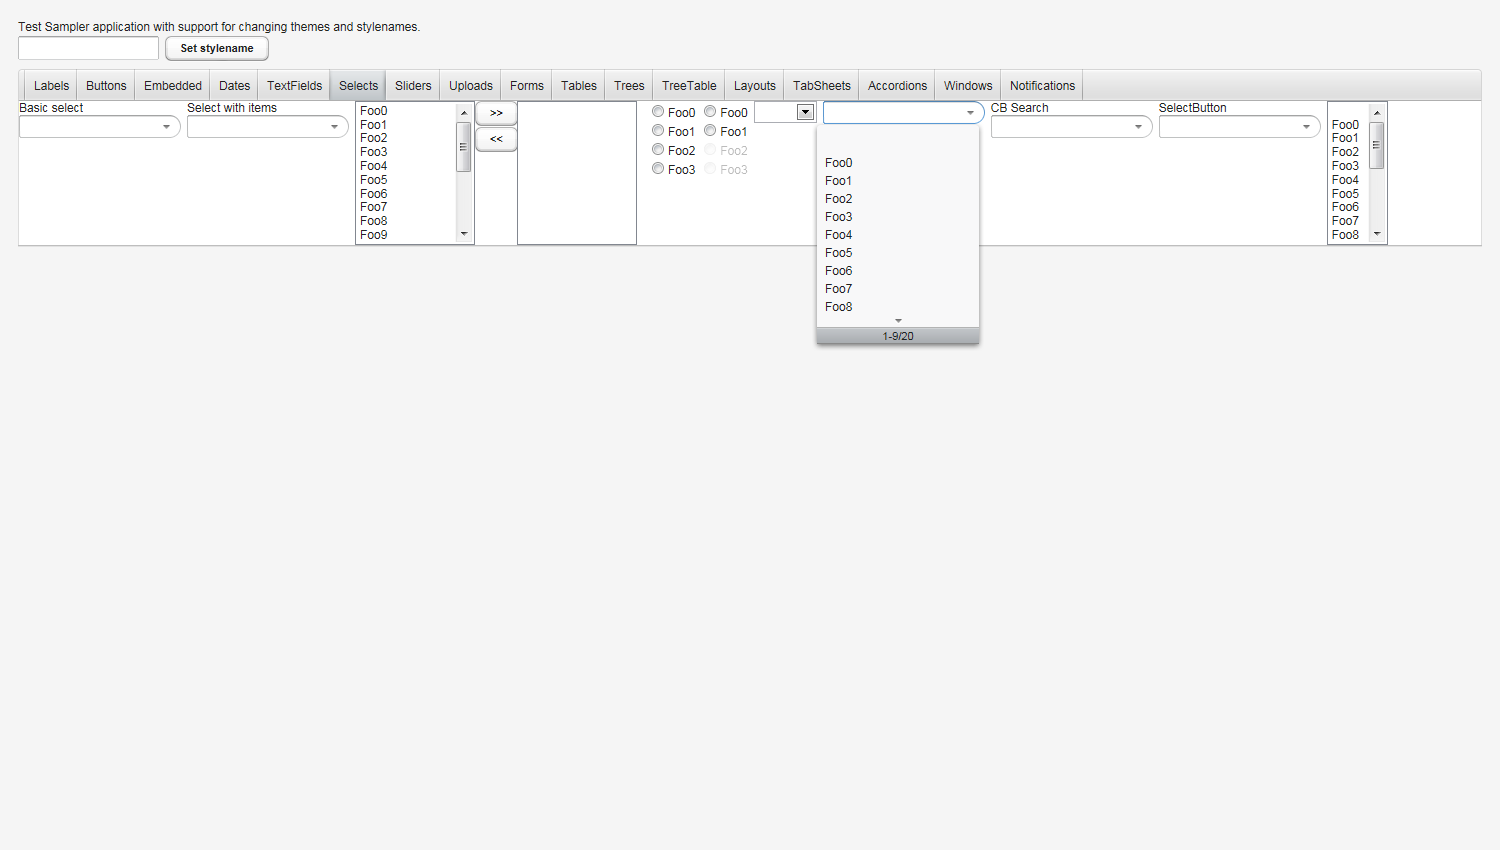 Test Sampler application with support for changing themes and stylenames.
Set stylename
Labels Buttons Embedded Dates TextFields Selects Sliders Uploads Forms Tables Trees TreeTable Layouts TabSheets Accordions Windows Notifications
Basic select
Select with items
Foo0
Foo1
Foo2
Foo3
Foo4
Foo5
Foo6
Foo7
Foo8
Foo9
>>
<<
Foo0
Foo1
Foo2
Foo3
Foo0
Foo1
Foo2
Foo3
Foo0
Foo1
Foo2
Foo3
Foo4
Foo5
Foo6
Foo7
Foo8
1-9/20
CB Search
SelectButton
Foo0
Foo1
Foo2
Foo3
Foo4
Foo5
Foo6
Foo7
Foo8